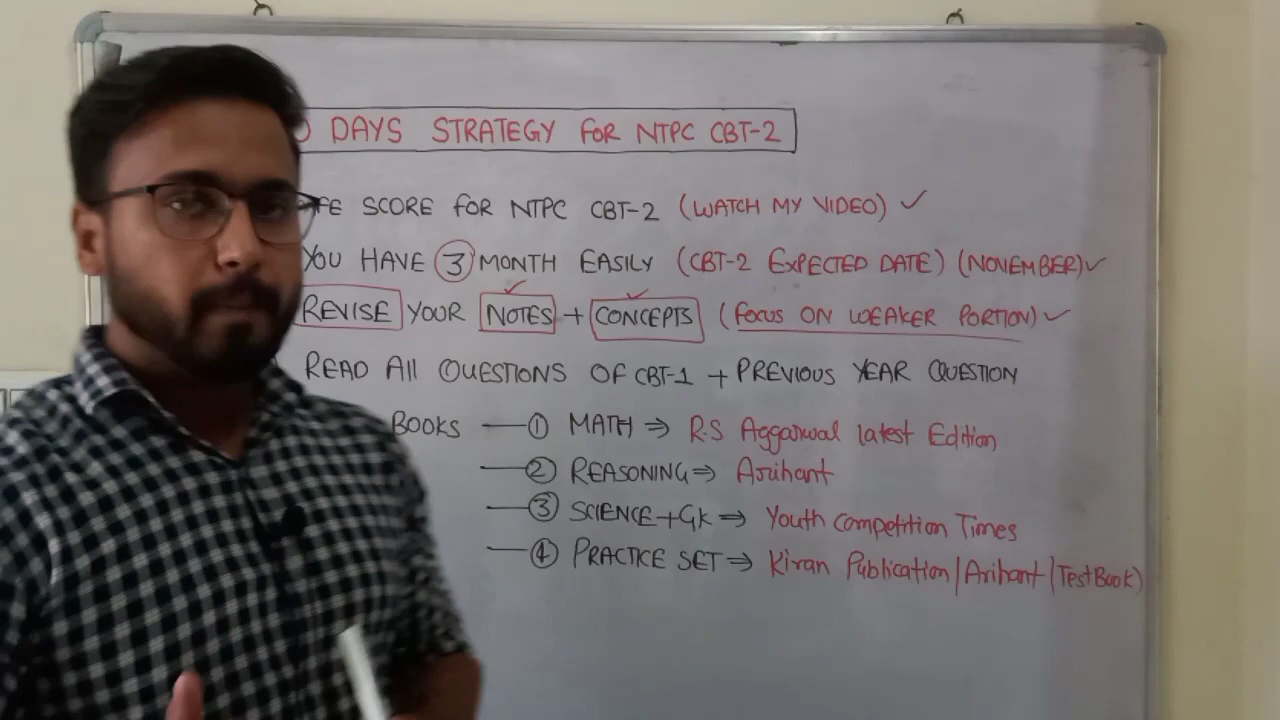 DAYS STRATEGY FOR NTPC CBT-2
SCORE FOR NTPC CBT-2 (WATCH MY VIDEO) ✓
YOU HAVE 3 MONTH EASILY (CBT-2 EXPECTED DATE) (NOVEMBER) ✓
REVISE YOUR NOTES + CONCEPTS (FOCUS ON WEAKER PORTION) ✓
READ All QUESTIONS OF CBT-1 + PREVIOUS YEAR QUESTION
BOOKS — ① MATH ⇒ R.S Aggarwal latest Edition
— ② REASONING ⇒ Arihant
— ③ SCIENCE+GK ⇒ Youth Competition Times
— ④ PRACTICE SET ⇒ Kiran Publication/Arihant/(TestBook)